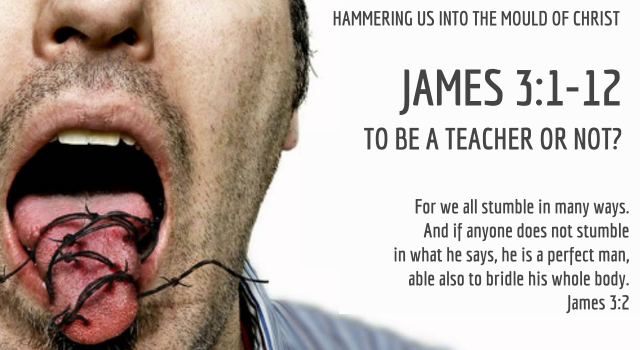 HAMMERING US INTO THE MOULD OF CHRIST
JAMES 3:1-12
TO BE A TEACHER OR NOT?
For we all stumble in many ways.
And if anyone does not stumble
in what he says, he is a perfect man,
able also to bridle his whole body.
James 3:2